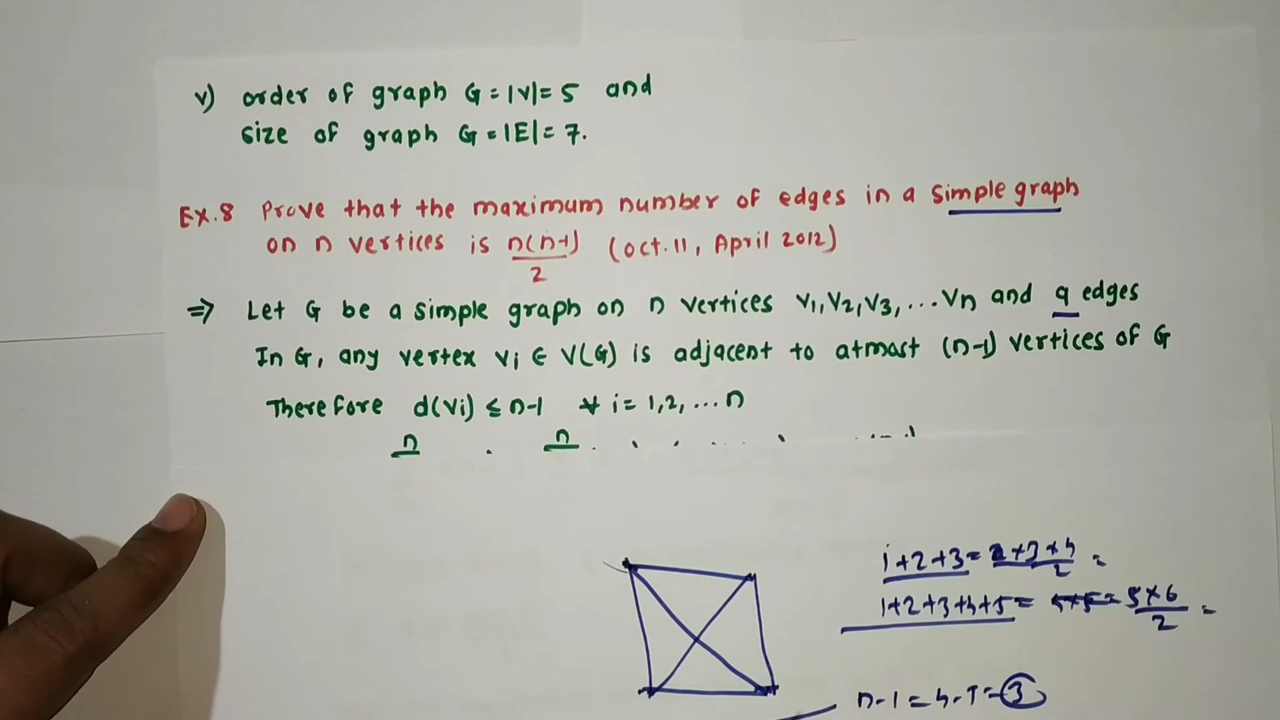 v) order of graph G = |V| = 5 and
size of graph G = |E| = 7.
Ex.8 Prove that the maximum number of edges in a simple graph
on n vertices is n(n-1)/2 (Oct.11, April 2012)
⇒ Let G be a simple graph on n vertices V1,V2,V3,...Vn and q edges
In G, any vertex Vi ∈ V(G) is adjacent to atmost (n-1) vertices of G
Therefore d(Vi) ≤ n-1 ∀ i = 1,2,...n
n n
1+2+3 = 3×4/2 =
1+2+3+4+5 = 5×6/2 =
n-1 = 4-1 = 3